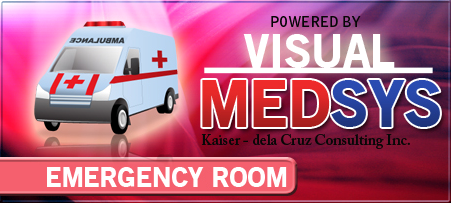 POWERED BY
VISUAL
MEDSYS
Kaiser - dela Cruz Consulting Inc.
AMBULANCE
EMERGENCY ROOM